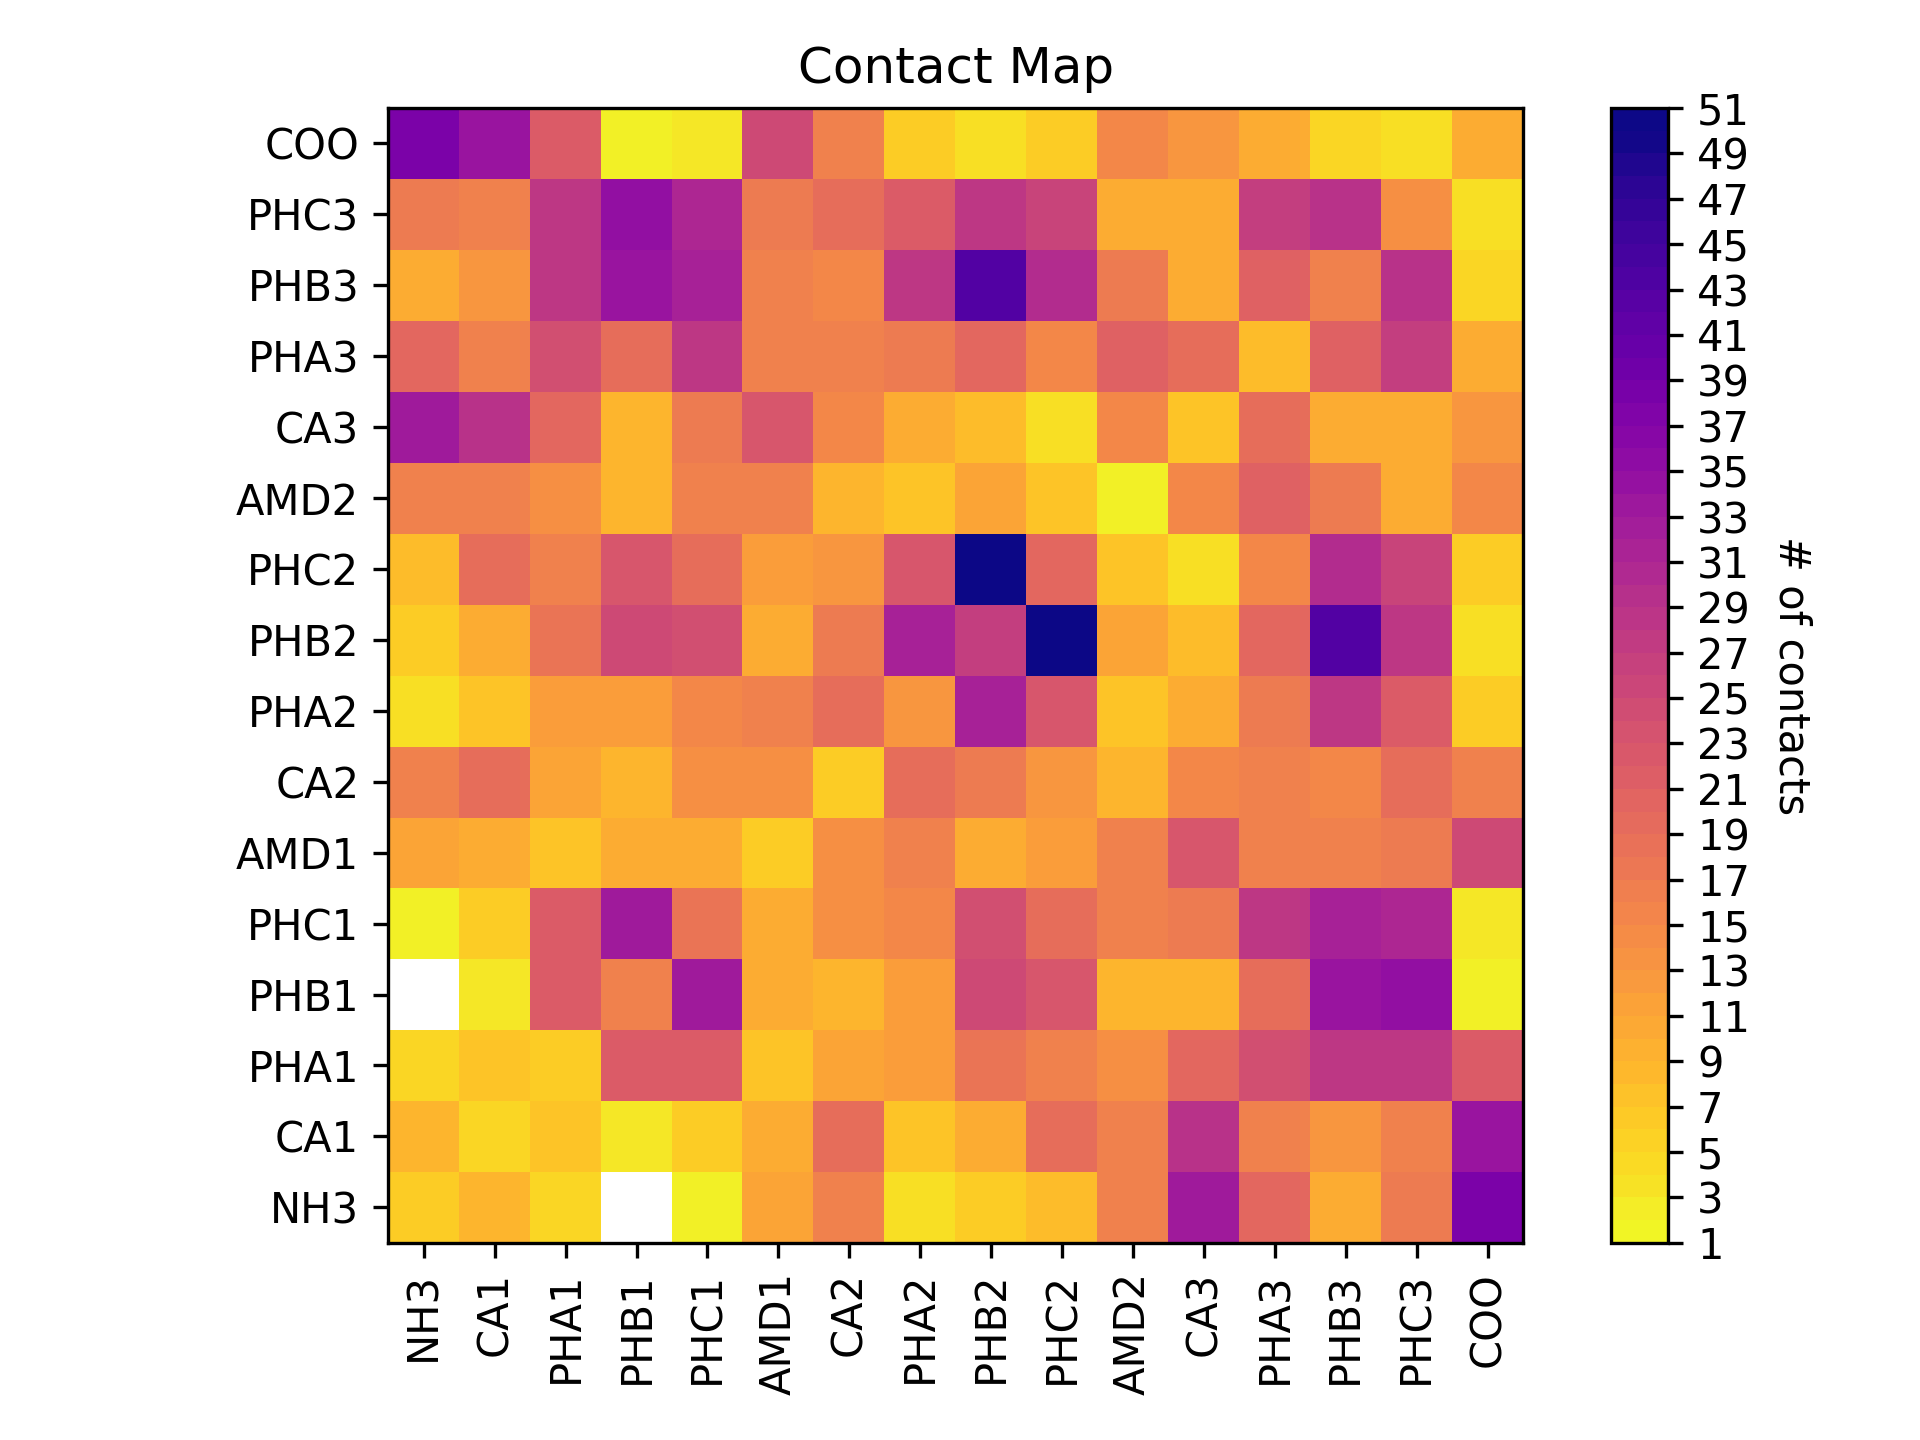 Contact Map
COO
PHC3
PHB3
PHA3
CA3
AMD2
PHC2
PHB2
PHA2
CA2
AMD1
PHC1
PHB1
PHA1
CA1
NH3
NH3
CA1
PHA1
PHB1
PHC1
AMD1
CA2
PHA2
PHB2
PHC2
AMD2
CA3
PHA3
PHB3
PHC3
COO
51
49
47
45
43
41
39
37
35
33
31
29
27
25
23
21
19
17
15
13
11
9
7
5
3
1
# of contacts